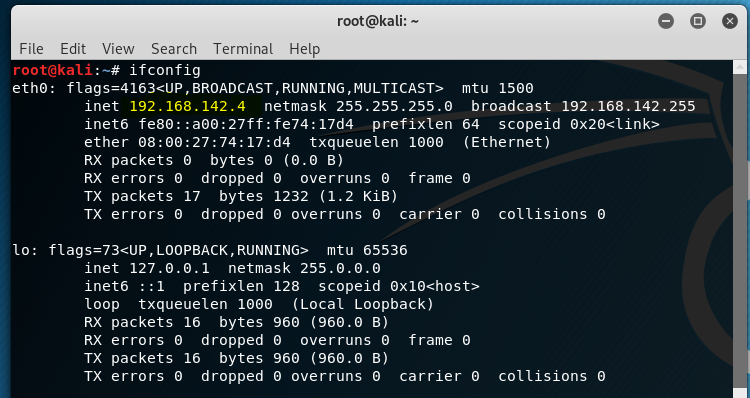 root@kali: ~
File Edit View Search Terminal Help
root@kali:~# ifconfig
eth0: flags=4163<UP,BROADCAST,RUNNING,MULTICAST>  mtu 1500
        inet 192.168.142.4  netmask 255.255.255.0  broadcast 192.168.142.255
        inet6 fe80::a00:27ff:fe74:17d4  prefixlen 64  scopeid 0x20<link>
        ether 08:00:27:74:17:d4  txqueuelen 1000  (Ethernet)
        RX packets 0  bytes 0 (0.0 B)
        RX errors 0  dropped 0  overruns 0  frame 0
        TX packets 17  bytes 1232 (1.2 KiB)
        TX errors 0  dropped 0 overruns 0  carrier 0  collisions 0

lo: flags=73<UP,LOOPBACK,RUNNING>  mtu 65536
        inet 127.0.0.1  netmask 255.0.0.0
        inet6 ::1  prefixlen 128  scopeid 0x10<host>
        loop  txqueuelen 1000  (Local Loopback)
        RX packets 16  bytes 960 (960.0 B)
        RX errors 0  dropped 0  overruns 0  frame 0
        TX packets 16  bytes 960 (960.0 B)
        TX errors 0  dropped 0 overruns 0  carrier 0  collisions 0